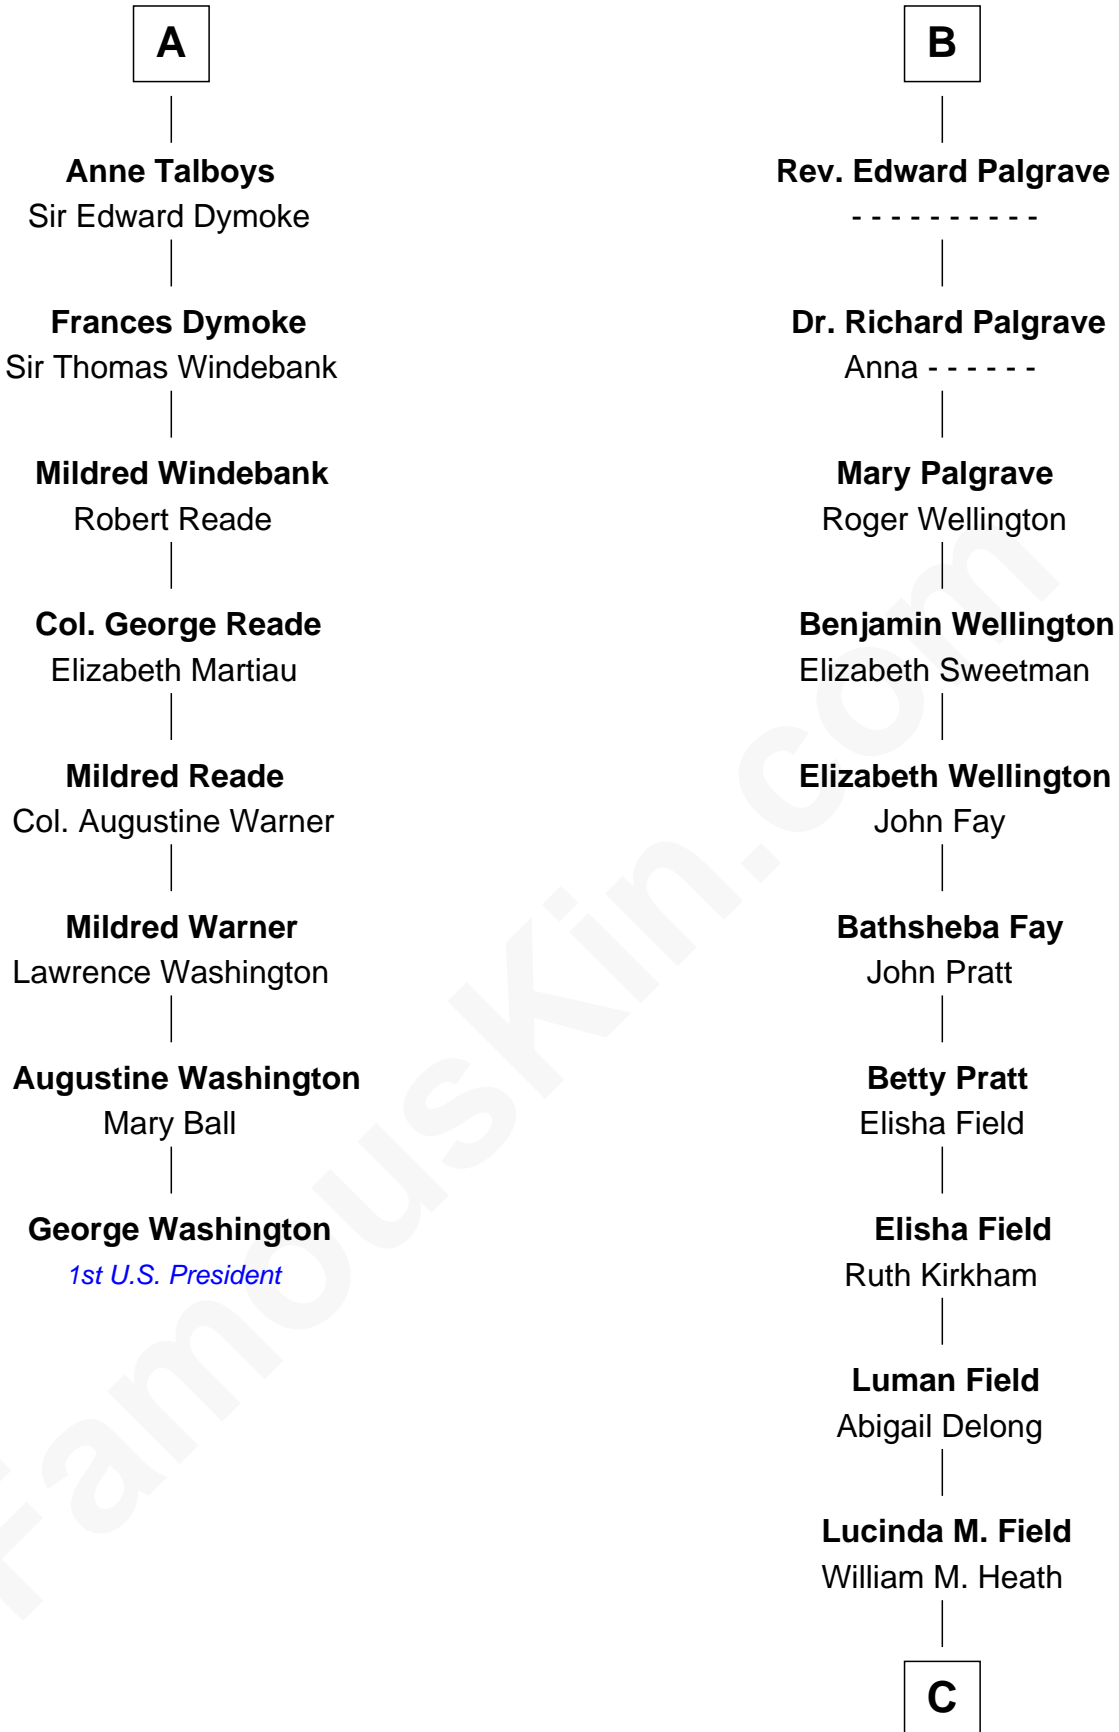 A
Anne Talboys
Sir Edward Dymoke
Frances Dymoke
Sir Thomas Windebank
Mildred Windebank
Robert Reade
Col. George Reade
Elizabeth Martiau
Mildred Reade
Col. Augustine Warner
Mildred Warner
Lawrence Washington
Augustine Washington
Mary Ball
George Washington
1st U.S. President
B
Rev. Edward Palgrave
- - - - - - - - - -
Dr. Richard Palgrave
Anna - - - - - -
Mary Palgrave
Roger Wellington
Benjamin Wellington
Elizabeth Sweetman
Elizabeth Wellington
John Fay
Bathsheba Fay
John Pratt
Betty Pratt
Elisha Field
Elisha Field
Ruth Kirkham
Luman Field
Abigail Delong
Lucinda M. Field
William M. Heath
C
FamousKin.com